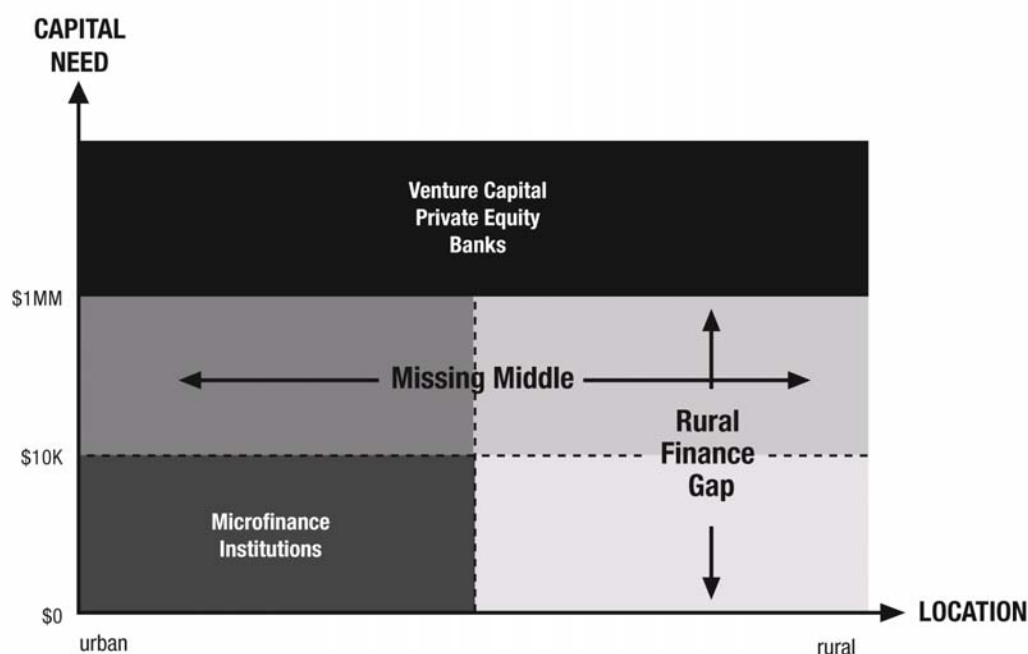 CAPITAL
NEED
Venture Capital
Private Equity
Banks
$1MM
Missing Middle
Rural
Finance
Gap
$10K
Microfinance
Institutions
$0
LOCATION
urban
rural